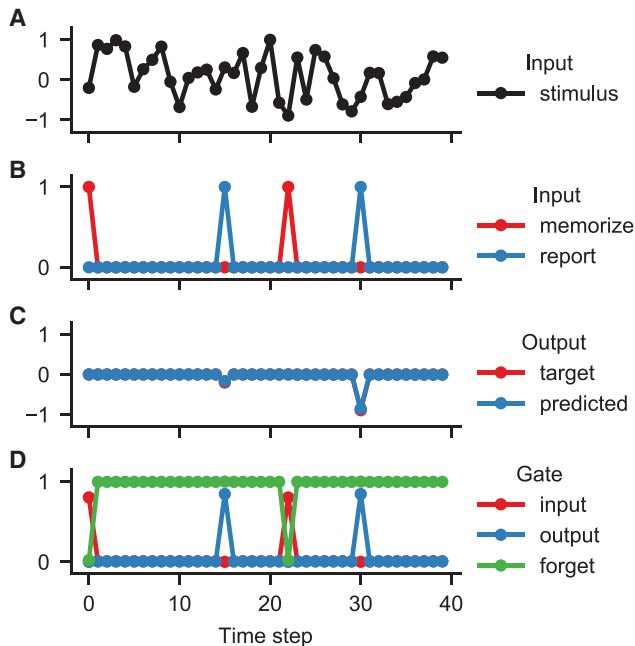 A
1
0
−1
Input
stimulus
B
1
0
Input
memorize
report
C
1
0
−1
Output
target
predicted
D
1
0
Gate
input
output
forget
0 10 20 30 40
Time step